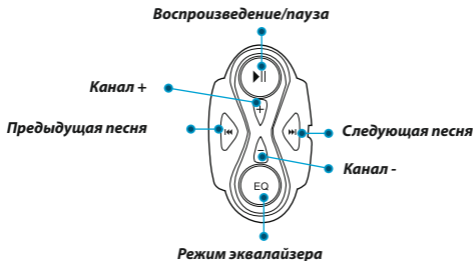 Воспроизведение/пауза
Канал +
Предыдущая песня
Следующая песня
Канал -
EQ
Режим эквалайзера